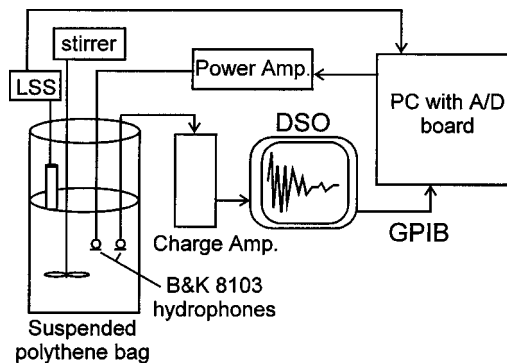 stirrer
LSS
Power Amp.
PC with A/D
board
DSO
Charge Amp.
GPIB
B&K 8103
hydrophones
Suspended
polythene bag